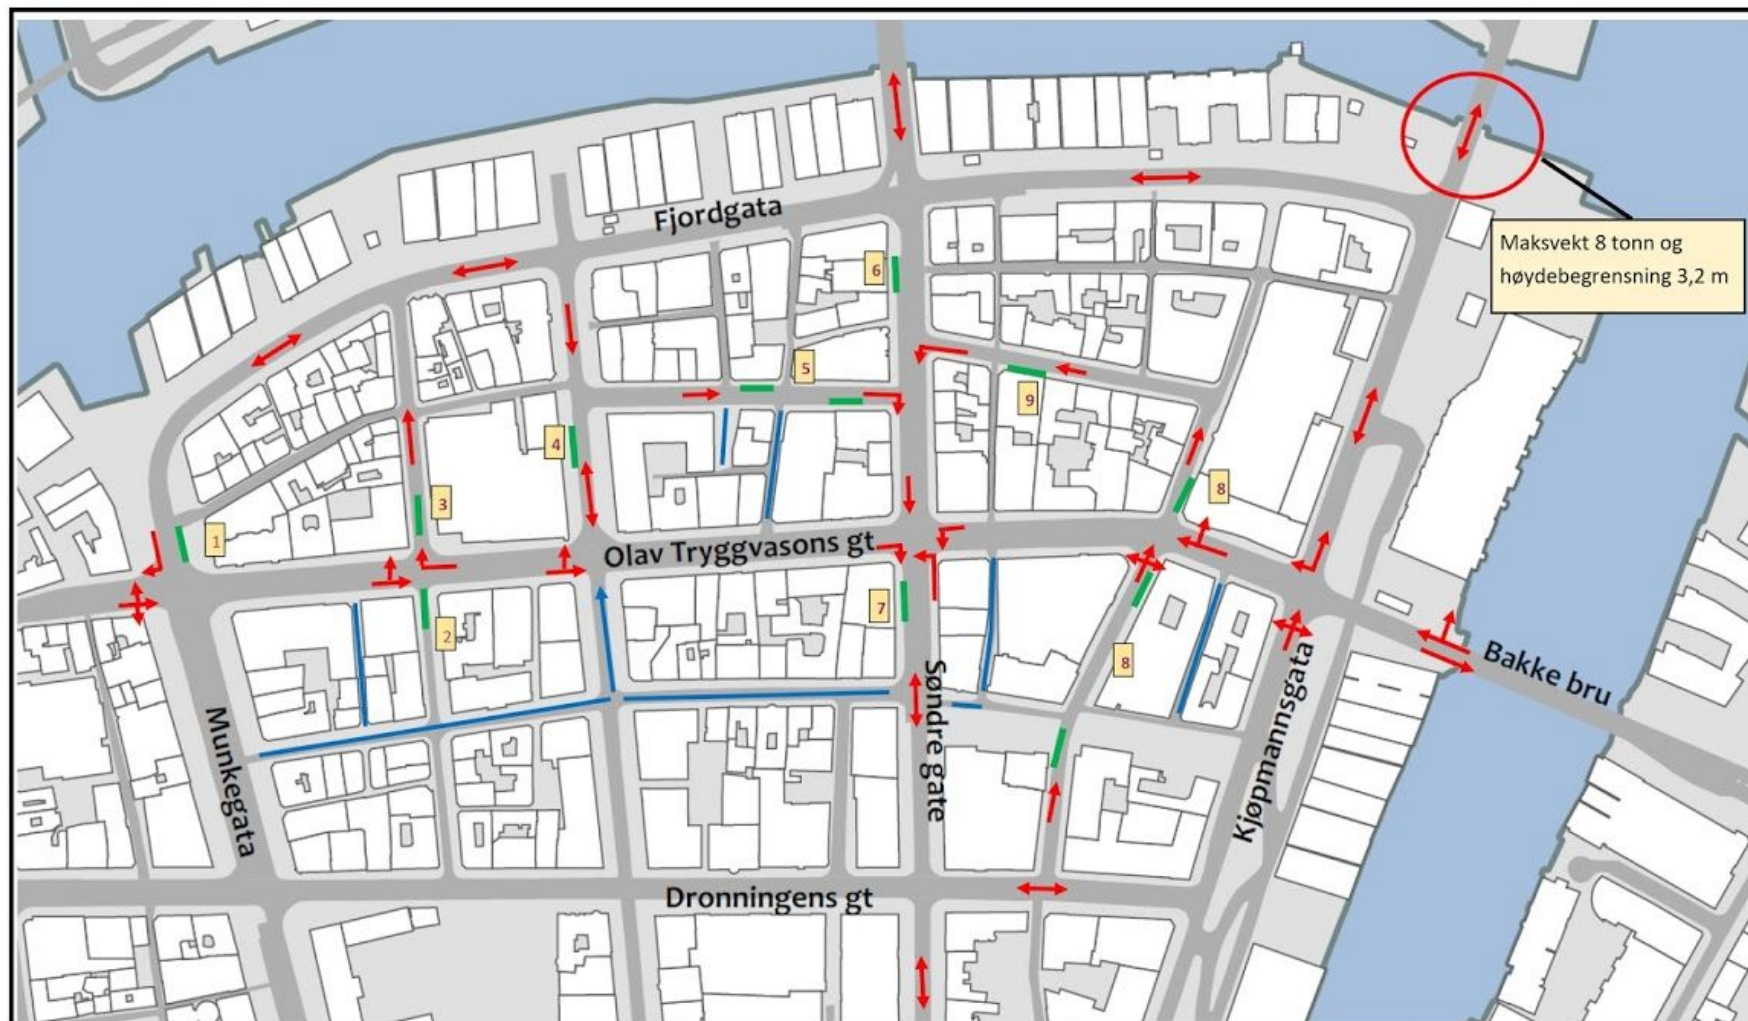 Fjordgata
Maksvekt 8 tonn og
høydebegrensning 3,2 m
6
5
9
4
3
8
1
Olav Tryggvasons gt
7
2
8
Bakke bru
Søndre gate
Munkegata
Kjøpmannsgata
Dronningens gt